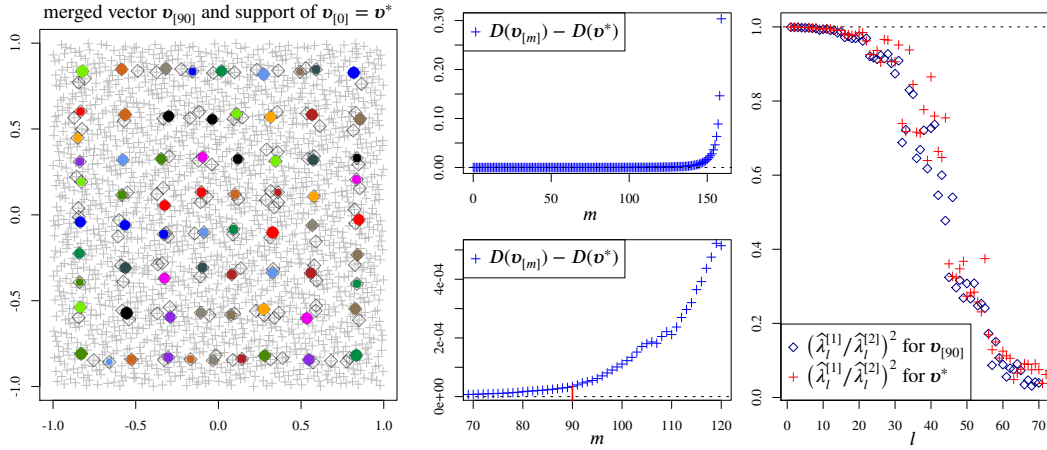 merged vector υ[90] and support of υ[0] = υ*
1.0
0.5
0.0
-0.5
-1.0
-1.0 -0.5 0.0 0.5 1.0
D(υ[m]) − D(υ*)
0.30
0.20
0.10
0.00
0 50 100 150
m
D(υ[m]) − D(υ*)
4e-04
2e-04
0e+00
70 80 90 100 110 120
m
1.0
0.8
0.6
0.4
0.2
0.0
(λ̂l[1]/λ̂l[2])² for υ[90]
(λ̂l[1]/λ̂l[2])² for υ*
0 10 20 30 40 50 60 70
l